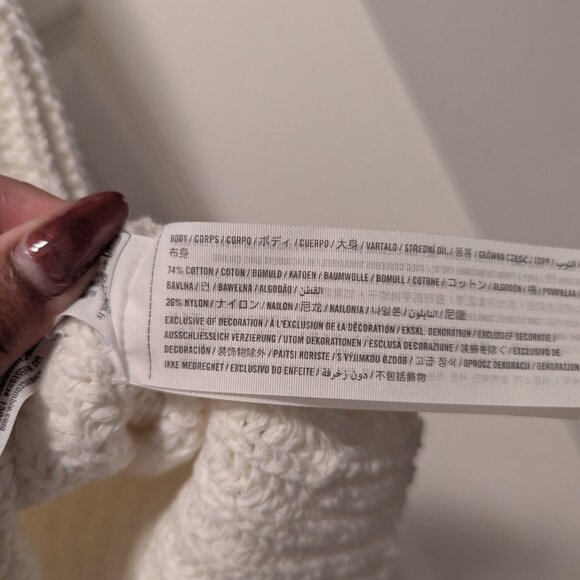 BODY / CORPS / CORPO / ボディ / CUERPO / 大身 / VARTALO / STŘEDNÍ DÍL / 몸통 / GŁÓWNA CZĘŚĆ / TOPP /
布身
74% COTTON / COTON / BOMULD / KATOEN / BAUMWOLLE / BOMULL / COTONE / コットン / ALGODÓN / 棉 / PUUVILLA
BAVLNA / 면 / BAWEŁNA / ALGODÃO / القطن /
26% NYLON / ナイロン / NAILON / 尼龙 / NAILONIA / 나일론 / النايلون / 尼龍
EXCLUSIVE OF DECORATION / À L'EXCLUSION DE LA DÉCORATION / EKSKL. DEKORATION / EXCLUSIEF DECORATIE /
AUSSCHLIESSLICH VERZIERUNG / UTOM DEKORATIONEN / ESCLUSA DECORAZIONE / 装飾を除く / EXCLUSIVO DE
DECORACIÓN / 装饰物除外 / PAITSI KORISTE / S VÝJIMKOU OZDOB / 고급 장식 / OPRÓCZ DEKORACJI / DEKORASJON
IKKE MEDREGNET / EXCLUSIVO DO ENFEITE / دون زخرفة / 不包括飾物